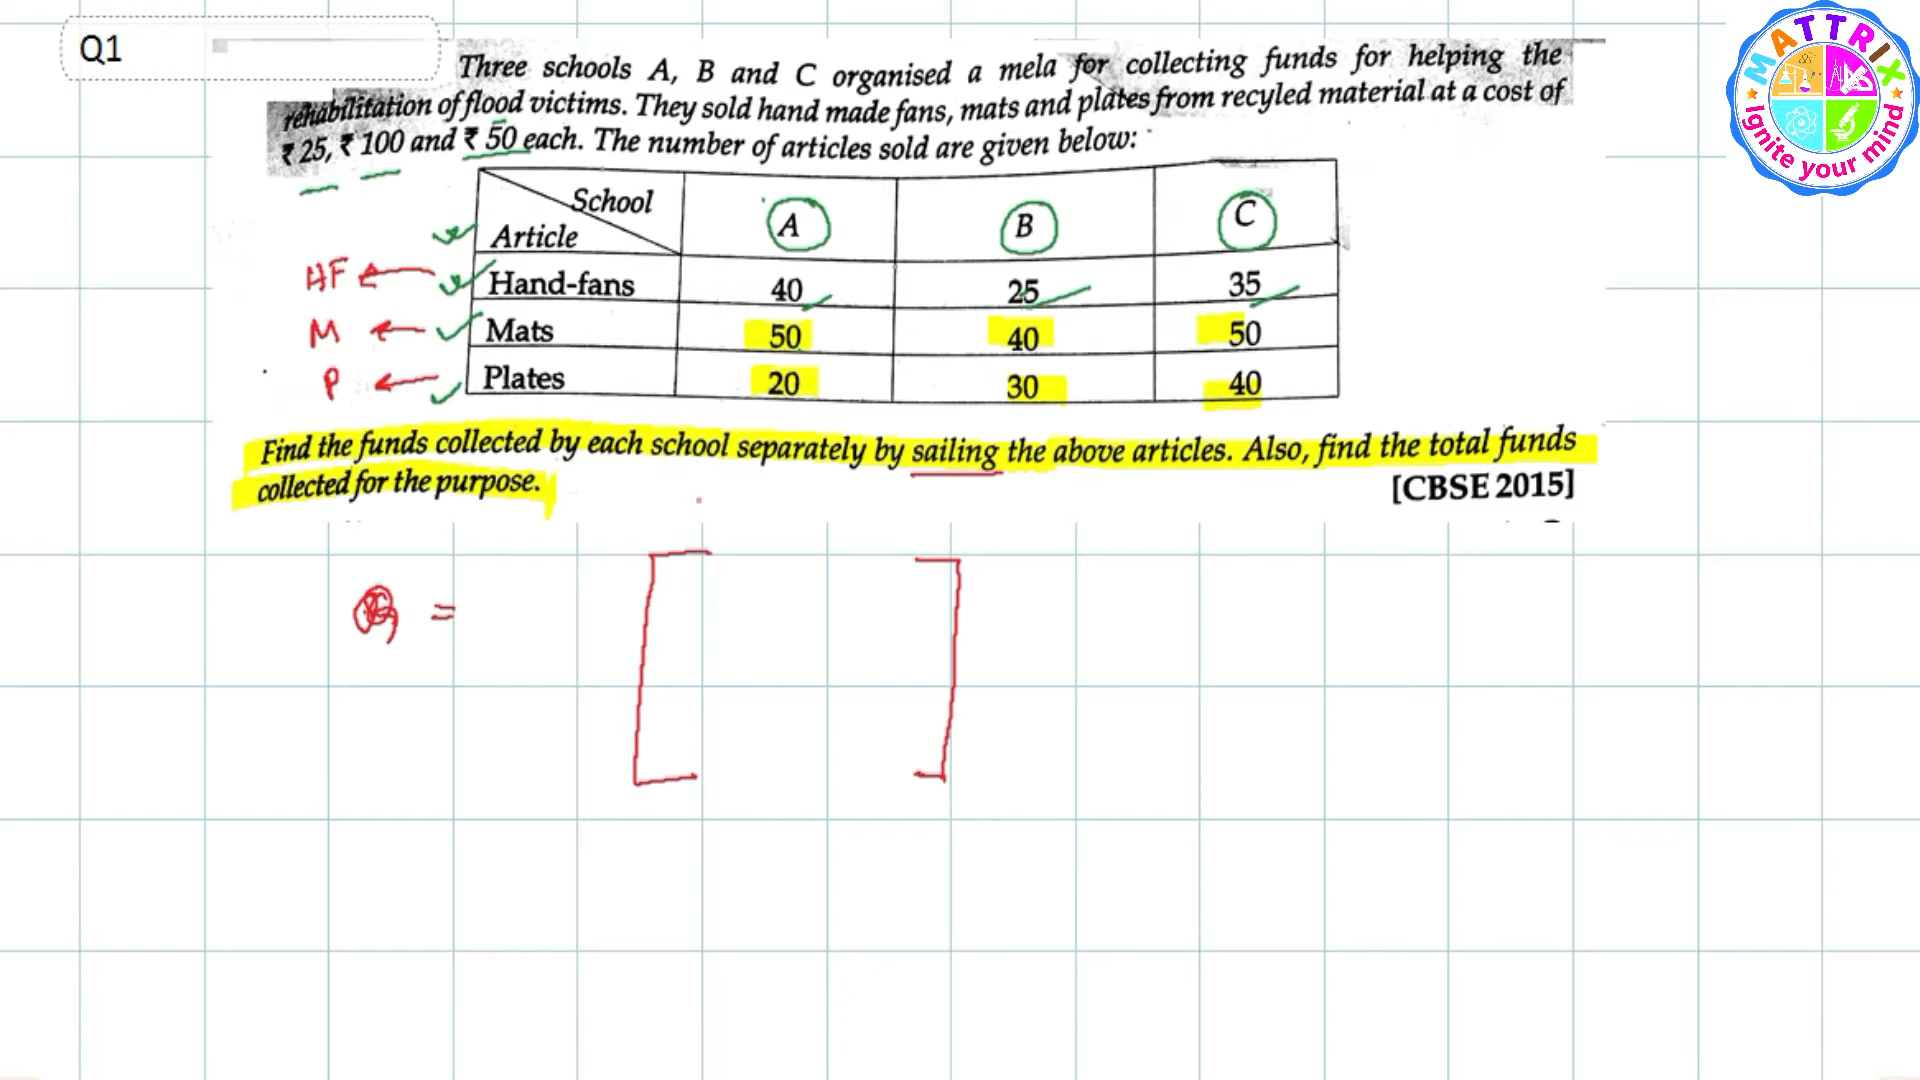 Q1
MATTRIX
Ignite your mind
Three schools A, B and C organised a mela for collecting funds for helping the
rehabilitation of flood victims. They sold hand made fans, mats and plates from recyled material at a cost of
₹ 25, ₹ 100 and ₹ 50 each. The number of articles sold are given below:
School
Article A B C
HF Hand-fans 40 25 35
M Mats 50 40 50
P Plates 20 30 40
Find the funds collected by each school separately by sailing the above articles. Also, find the total funds
collected for the purpose. [CBSE 2015]
=